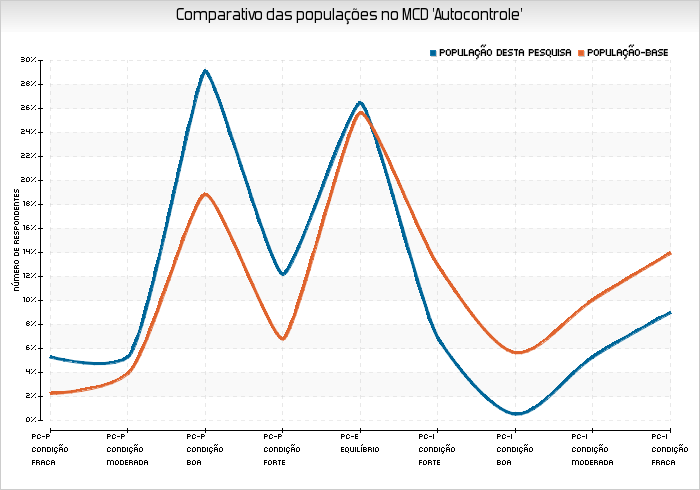 Comparativo das populações no MCD 'Autocontrole'
POPULAÇÃO DESTA PESQUISA POPULAÇÃO-BASE
NÚMERO DE RESPONDENTES
30%
28%
26%
24%
22%
20%
18%
16%
14%
12%
10%
8%
6%
4%
2%
0%
PC-P CONDIÇÃO FRACA
PC-P CONDIÇÃO MODERADA
PC-P CONDIÇÃO BOA
PC-P CONDIÇÃO FORTE
PC-E EQUILÍBRIO
PC-I CONDIÇÃO FORTE
PC-I CONDIÇÃO BOA
PC-I CONDIÇÃO MODERADA
PC-I CONDIÇÃO FRACA